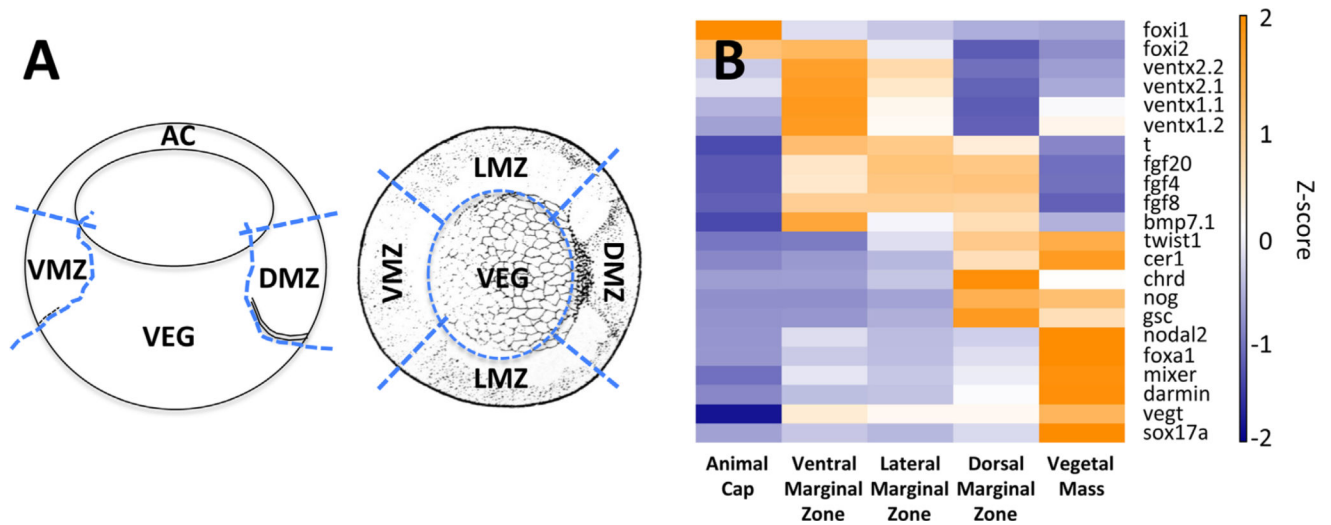 A
AC
VMZ
DMZ
VEG
LMZ
VMZ
VEG
DMZ
LMZ
B
foxi1
foxi2
ventx2.2
ventx2.1
ventx1.1
ventx1.2
t
fgf20
fgf4
fgf8
bmp7.1
twist1
cer1
chrd
nog
gsc
nodal2
foxa1
mixer
darmin
vegt
sox17a
Animal
Cap
Ventral
Marginal
Zone
Lateral
Marginal
Zone
Dorsal
Marginal
Zone
Vegetal
Mass
2
1
0
-1
-2
Z-score